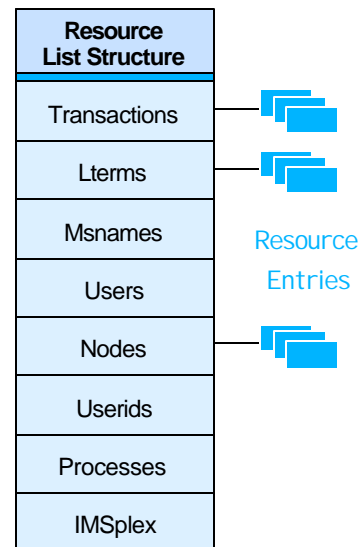 Resource
List Structure
Transactions
Lterms
Msnames
Users
Nodes
Userids
Processes
IMSplex
Resource
Entries